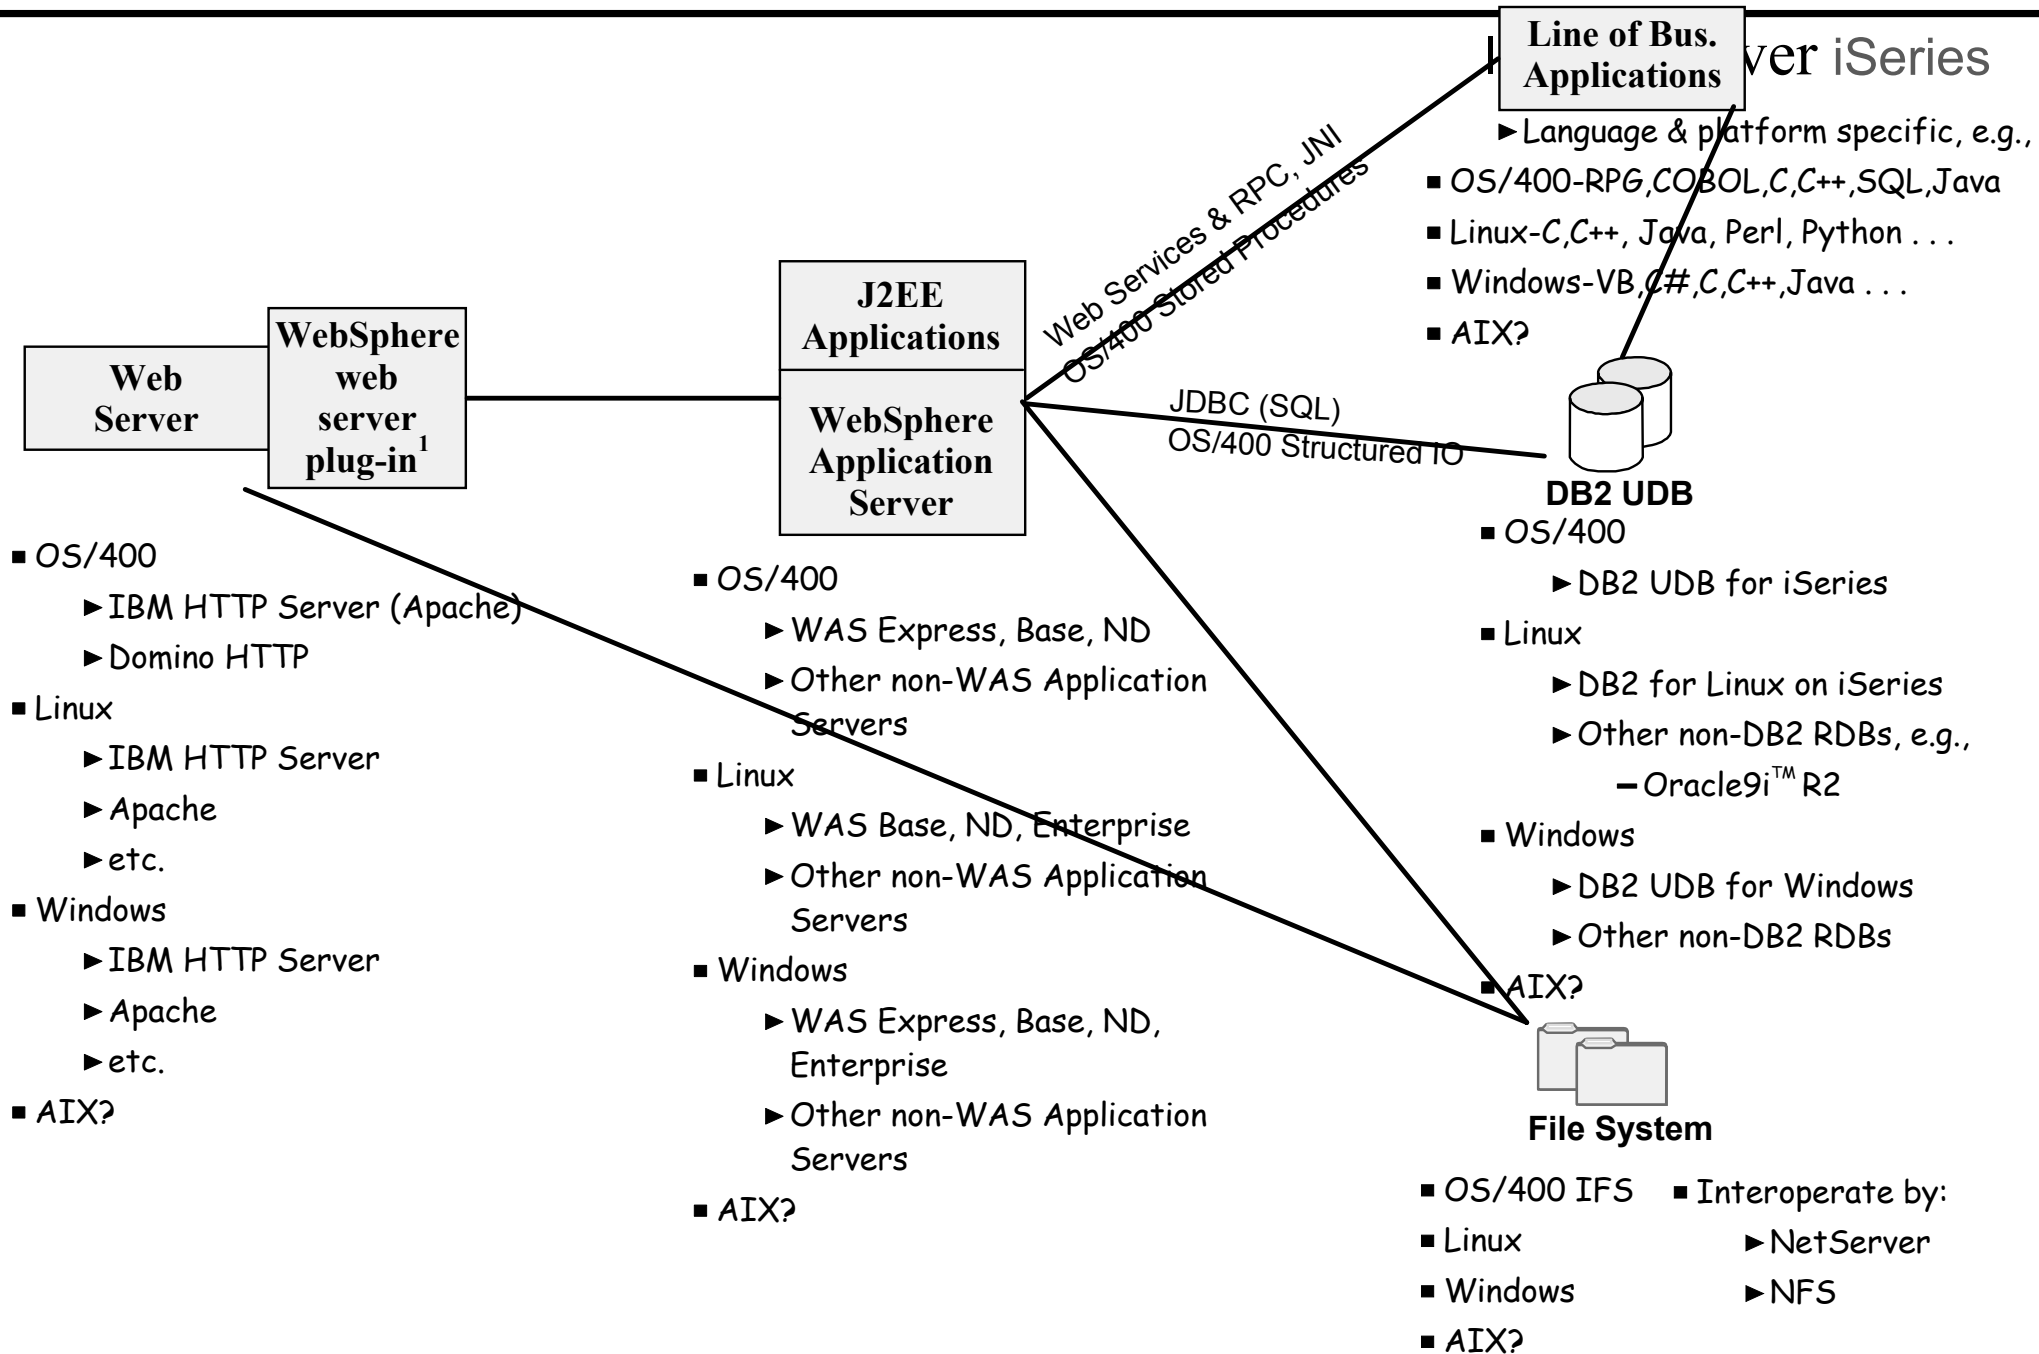 Line of Bus.
Applications
ver iSeries
►Language & platform specific, e.g.,
■ OS/400-RPG,COBOL,C,C++,SQL,Java
■ Linux-C,C++, Java, Perl, Python . . .
■ Windows-VB,C#,C,C++,Java . . .
■ AIX?
Web Services & RPC, JNI
OS/400 Stored Procedures
JDBC (SQL)
OS/400 Structured IO
Web
Server
WebSphere
web
server
plug-in1
J2EE
Applications
WebSphere
Application
Server
■ OS/400
►IBM HTTP Server (Apache)
►Domino HTTP
■ Linux
►IBM HTTP Server
►Apache
►etc.
■ Windows
►IBM HTTP Server
►Apache
►etc.
■ AIX?
■ OS/400
►WAS Express, Base, ND
►Other non-WAS Application
Servers
■ Linux
►WAS Base, ND, Enterprise
►Other non-WAS Application
Servers
■ Windows
►WAS Express, Base, ND,
Enterprise
►Other non-WAS Application
Servers
■ AIX?
DB2 UDB
■ OS/400
►DB2 UDB for iSeries
■ Linux
►DB2 for Linux on iSeries
►Other non-DB2 RDBs, e.g.,
–Oracle9i™ R2
■ Windows
►DB2 UDB for Windows
►Other non-DB2 RDBs
■ AIX?
File System
■ OS/400 IFS
■ Linux
■ Windows
■ AIX?
■ Interoperate by:
►NetServer
►NFS